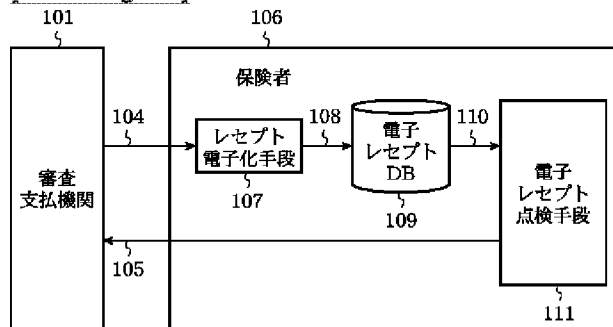 101
106
保険者
104
レセプト
電子化手段
107
108
電子
レセプト
DB
109
110
電子
レセプト
点検手段
111
審査
支払機関
105